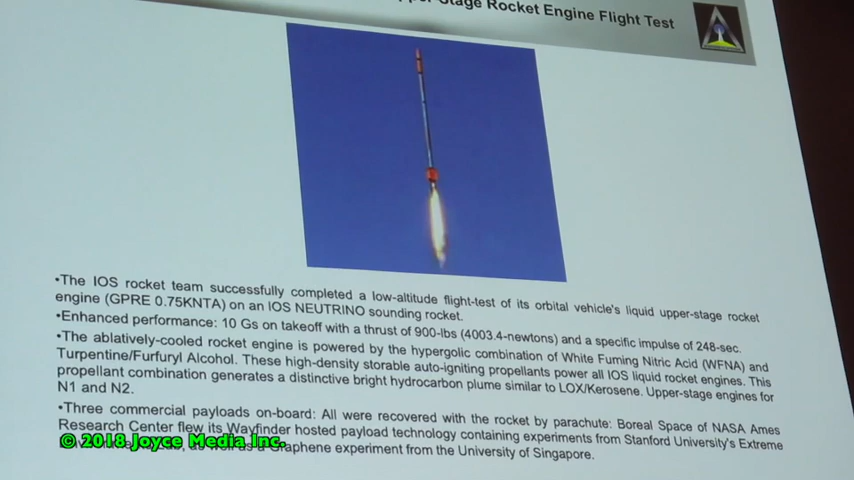 Stage Rocket Engine Flight Test
•The IOS rocket team successfully completed a low-altitude flight-test of its orbital vehicle's liquid upper-stage rocket
engine (GPRE 0.75KNTA) on an IOS NEUTRINO sounding rocket.
•Enhanced performance: 10 Gs on takeoff with a thrust of 900-lbs (4003.4-newtons) and a specific impulse of 248-sec.
•The ablatively-cooled rocket engine is powered by the hypergolic combination of White Fuming Nitric Acid (WFNA) and
Turpentine/Furfuryl Alcohol. These high-density storable auto-igniting propellants power all IOS liquid rocket engines. This
propellant combination generates a distinctive bright hydrocarbon plume similar to LOX/Kerosene. Upper-stage engines for
N1 and N2.
•Three commercial payloads on-board: All were recovered with the rocket by parachute: Boreal Space of NASA Ames
Research Center flew its Wayfinder hosted payload technology containing experiments from Stanford University's Extreme
as well as a Graphene experiment from the University of Singapore.
© 2018 Joyce Media Inc.